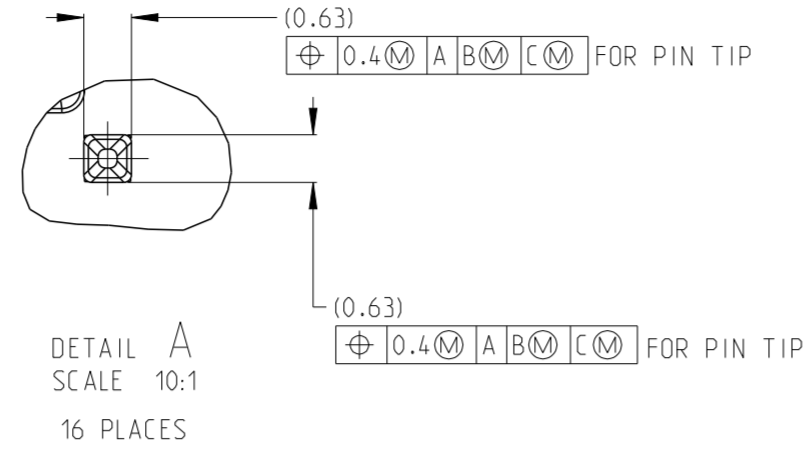 (0.63)
⌖ 0.4Ⓜ A BⓂ CⓂ FOR PIN TIP
(0.63)
⌖ 0.4Ⓜ A BⓂ CⓂ FOR PIN TIP
DETAIL A
SCALE 10:1
16 PLACES